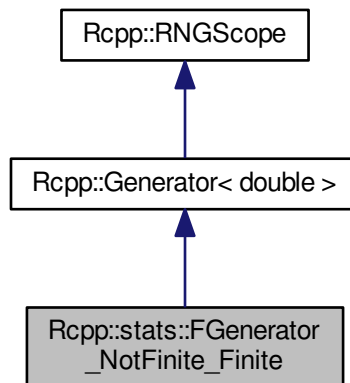 Rcpp::RNGScope
Rcpp::Generator< double >
Rcpp::stats::FGenerator
_NotFinite_Finite